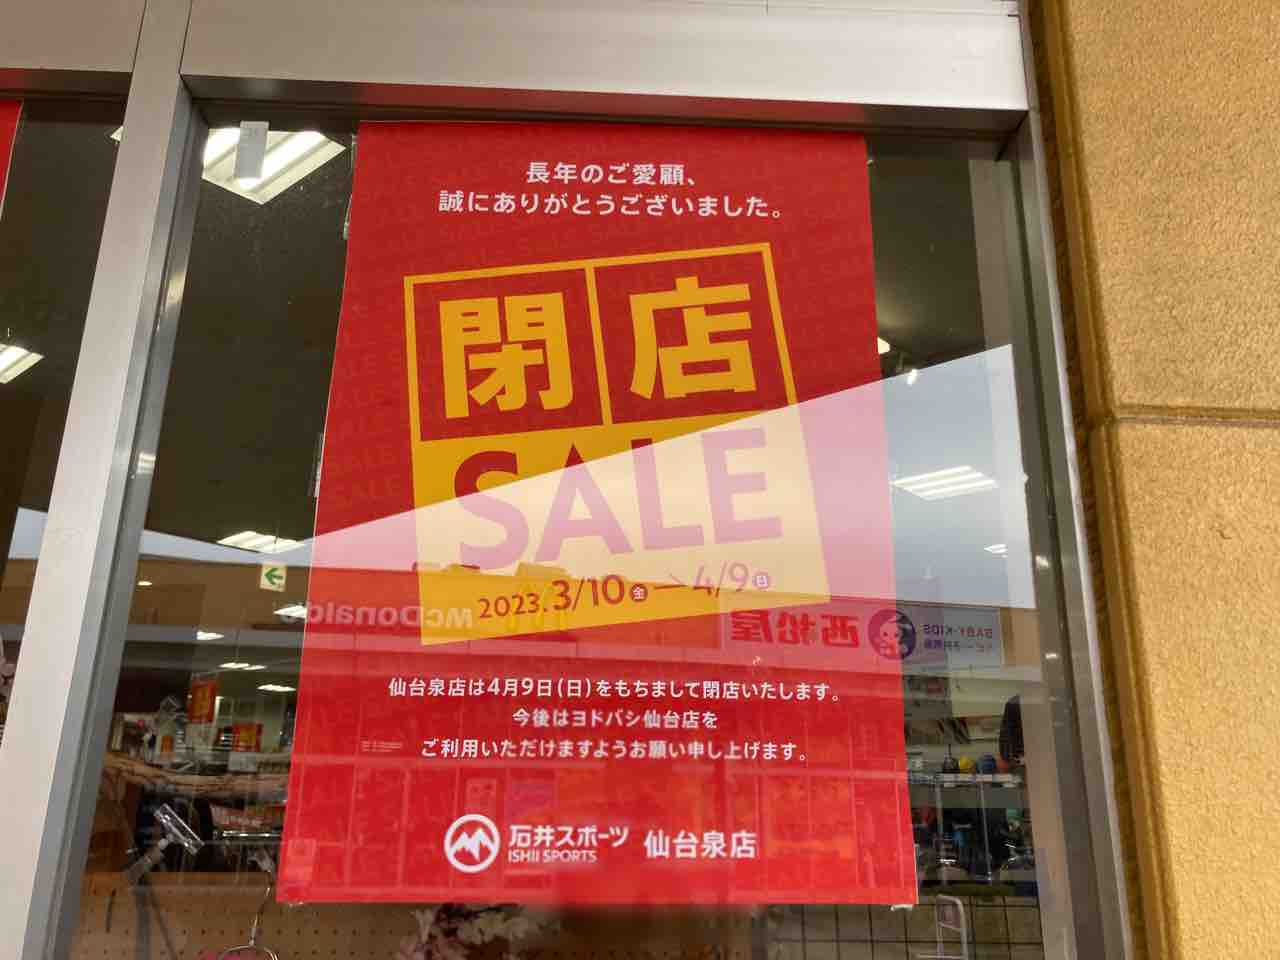 長年のご愛顧、
誠にありがとうございました。
閉店
SALE
2023.3/10金→4/9日
仙台泉店は4月9日(日)をもちまして閉店いたします。
今後はヨドバシ仙台店を
ご利用いただけますようお願い申し上げます。
石井スポーツ 仙台泉店
ISHII SPORTS
McDonald's
西松屋
BABY・KIDS